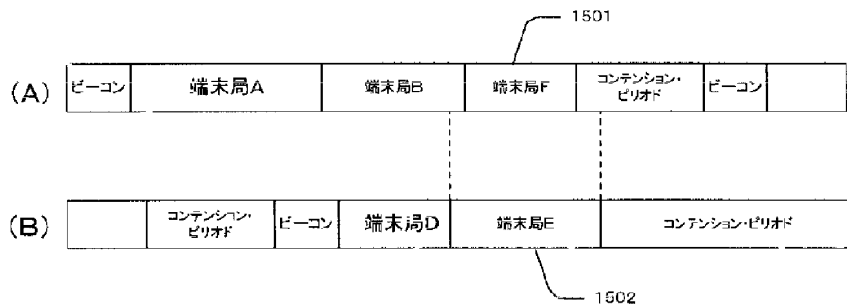 1501
(A)
ビーコン
端末局A
端末局B
端末局F
コンテンション・
ピリオド
ビーコン
(B)
コンテンション・
ピリオド
ビーコン
端末局D
端末局E
コンテンション・ピリオド
1502